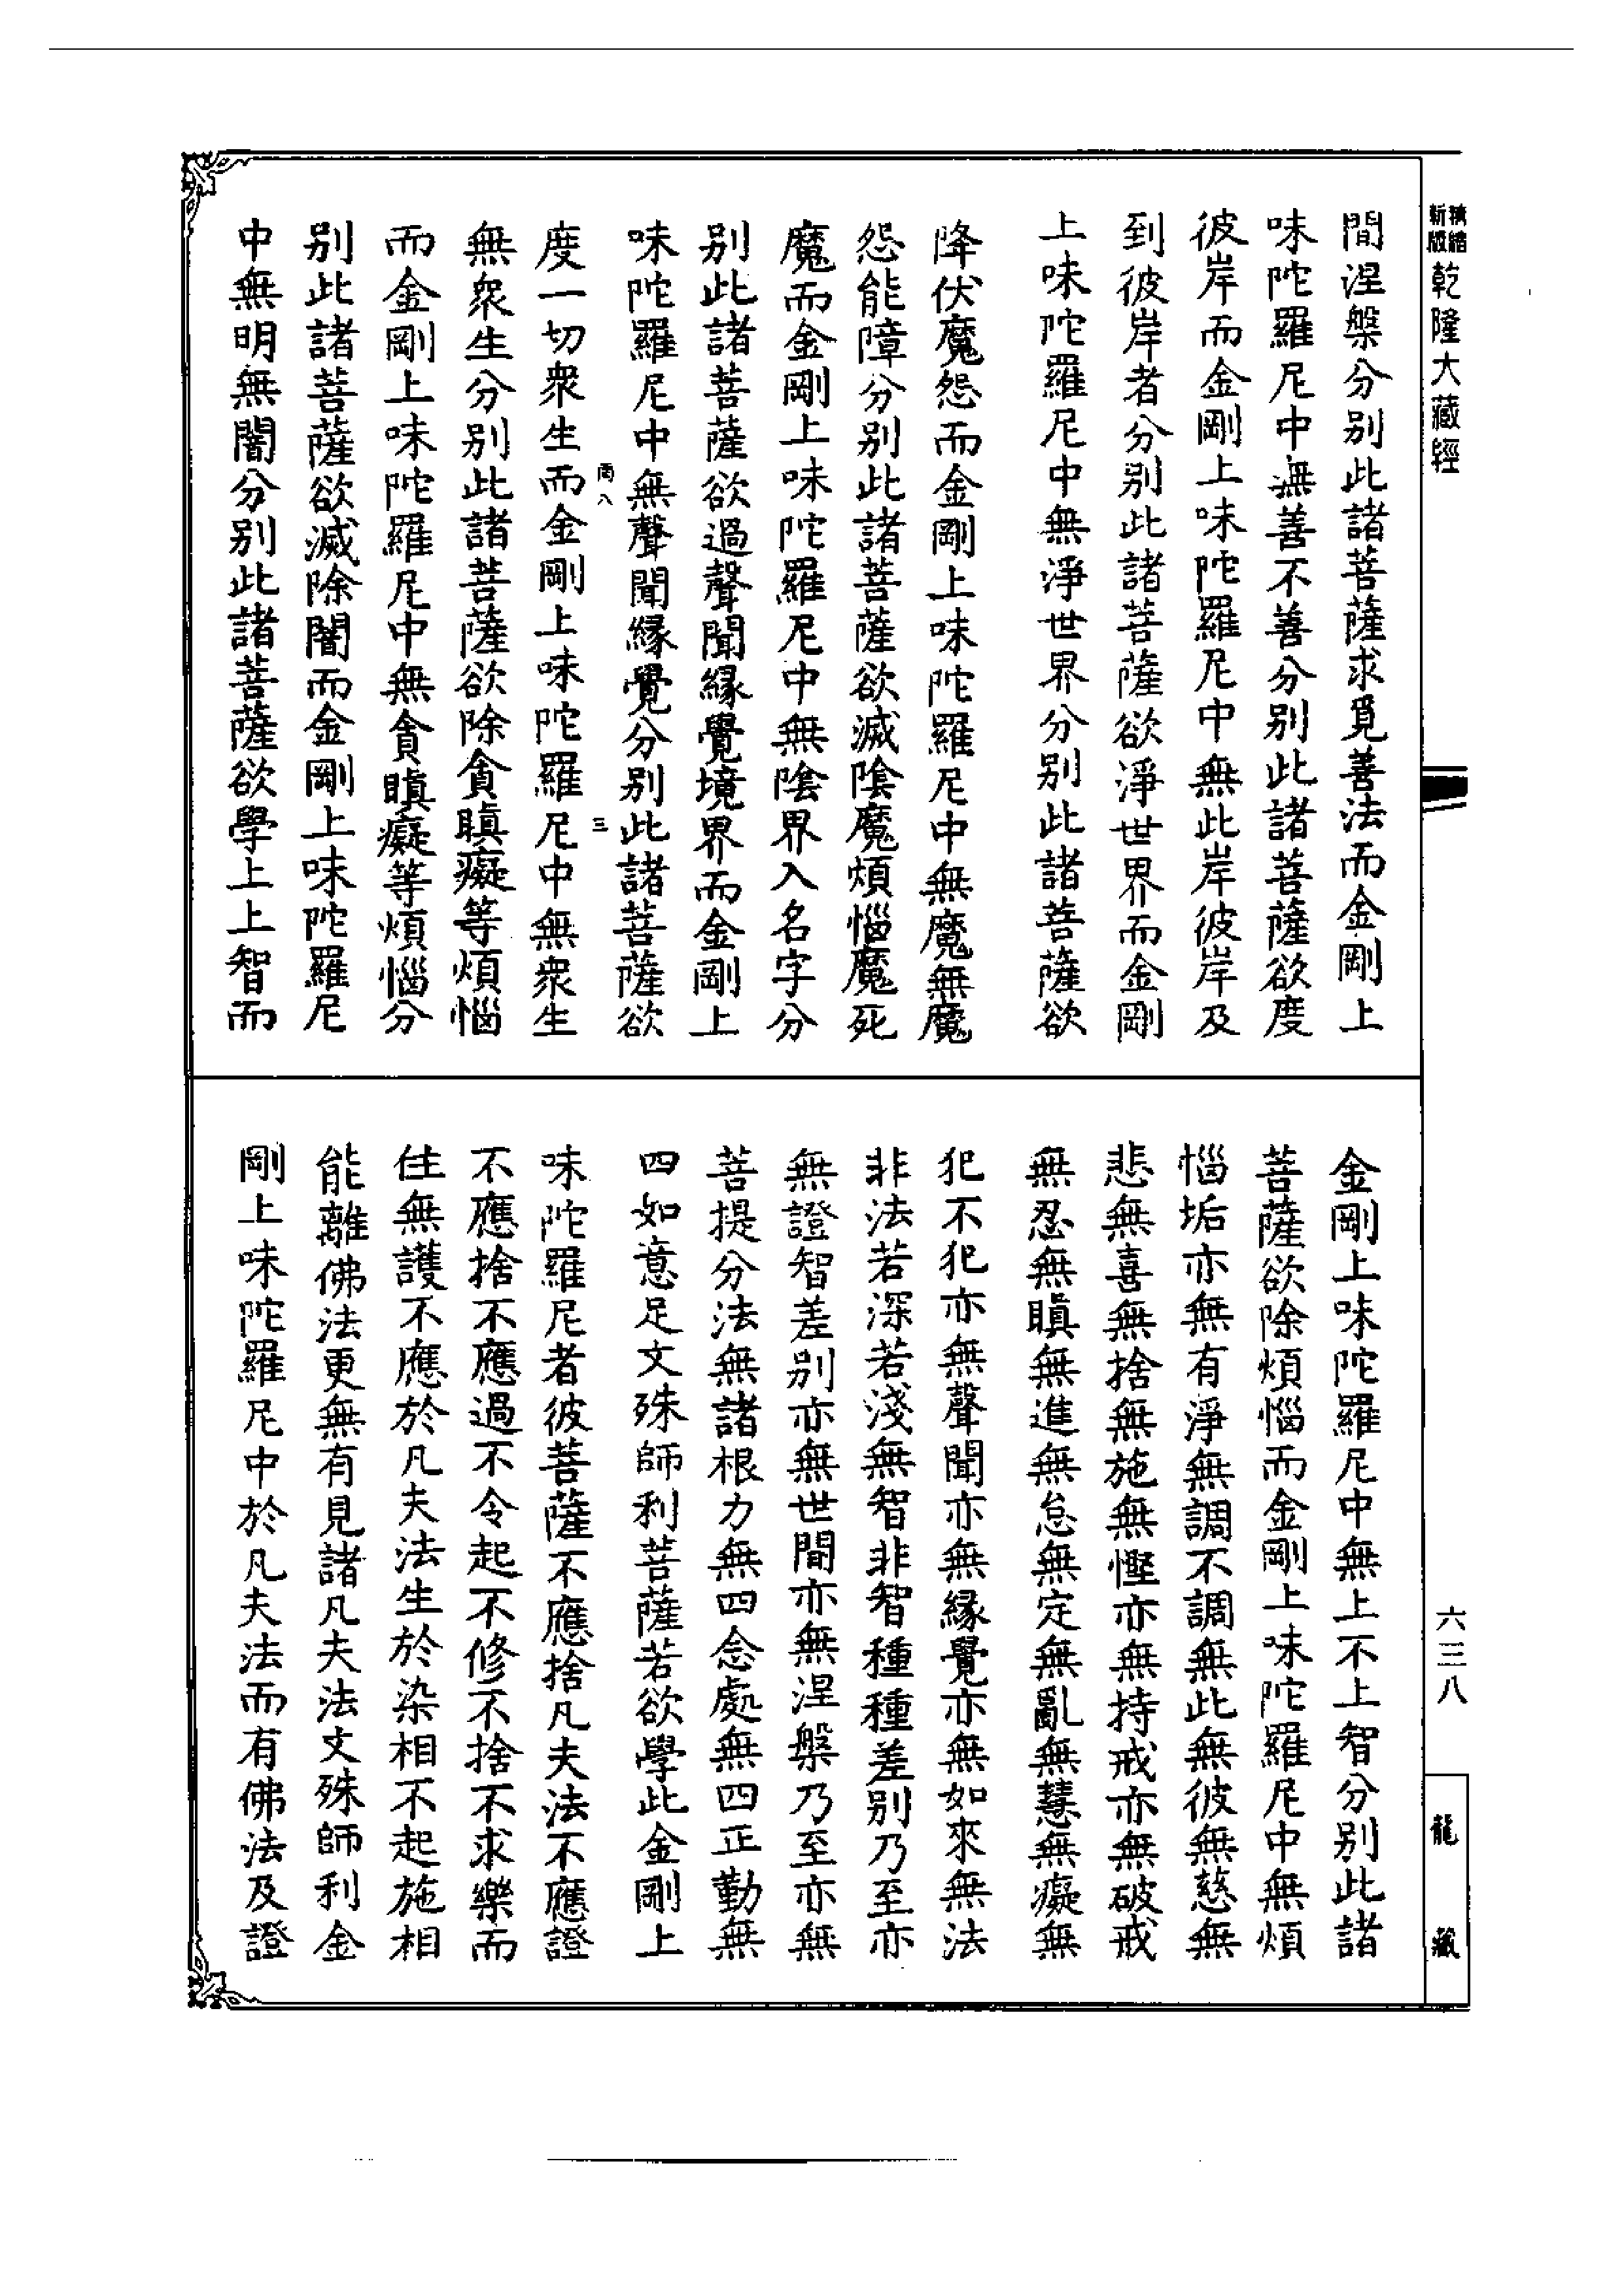 精縮新版乾隆大藏經
間涅槃分别此諸菩薩求覓善法而金剛上
味陀羅尼中無善不善分别此諸菩薩欲度
彼岸而金剛上味陀羅尼中無此岸彼岸及
到彼岸者分别此諸菩薩欲淨世界而金剛
上味陀羅尼中無淨世界分别此諸菩薩欲
降伏魔怨而金剛上味陀羅尼中無魔無魔
怨能障分别此諸菩薩欲滅陰魔煩惱魔死
魔而金剛上味陀羅尼中無陰界入名字分
别此諸菩薩欲過聲聞緣覺境界而金剛上
味陀羅尼中無聲聞緣覺分别此諸菩薩欲
三
度一切衆生而金剛上味陀羅尼中無衆生
無衆生分别此諸菩薩欲除貪瞋癡等煩惱
而金剛上味陀羅尼中無貪瞋癡等煩惱分
别此諸菩薩欲滅除闇而金剛上味陀羅尼
中無明無闇分别此諸菩薩欲學上上智而
金剛上味陀羅尼中無上不上智分别此諸
菩薩欲除煩惱而金剛上味陀羅尼中無煩
惱垢亦無有淨無調不調無此無彼無慈無
悲無喜無捨無施無慳亦無持戒亦無破戒
無忍無瞋無進無怠無定無亂無慧無癡無
犯不犯亦無聲聞亦無緣覺亦無如來無法
非法若深若淺無智非智種種差别乃至亦
無證智差别亦無世間亦無涅槃乃至亦無
菩提分法無諸根力無四念處無四正勤無
四如意足文殊師利菩薩若欲學此金剛上
味陀羅尼者彼菩薩不應捨凡夫法不應證
不應捨不應過不令起不修不捨不求樂而
住無護不應於凡夫法生於染相不起施相
能離佛法更無有見諸凡夫法文殊師利金
剛上味陀羅尼中於凡夫法而有佛法及證
六三八
龍藏